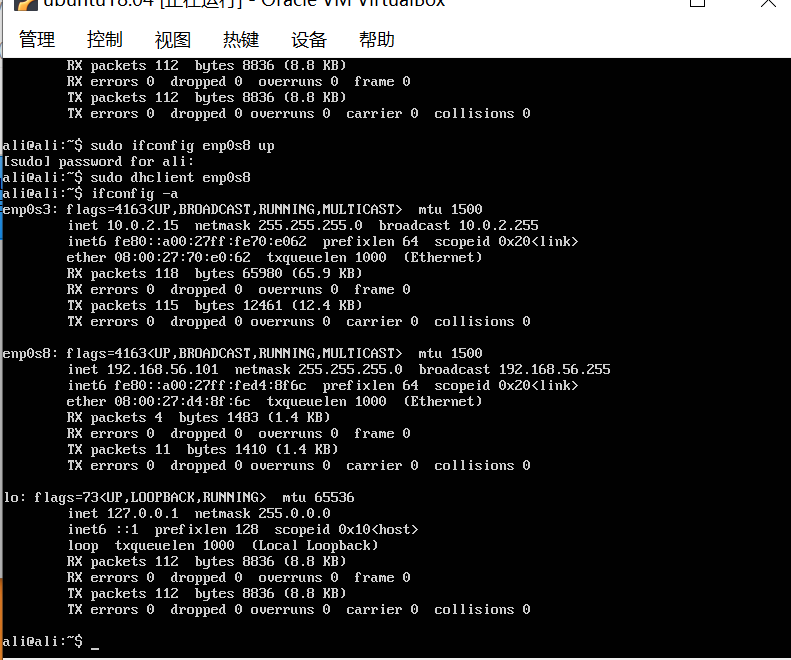 ubuntu18.04 [正在运行] - Oracle VM VirtualBox
管理 控制 视图 热键 设备 帮助
RX packets 112 bytes 8836 (8.8 KB)
RX errors 0 dropped 0 overruns 0 frame 0
TX packets 112 bytes 8836 (8.8 KB)
TX errors 0 dropped 0 overruns 0 carrier 0 collisions 0
ali@ali:~$ sudo ifconfig enp0s8 up
[sudo] password for ali:
ali@ali:~$ sudo dhclient enp0s8
ali@ali:~$ ifconfig -a
enp0s3: flags=4163<UP,BROADCAST,RUNNING,MULTICAST> mtu 1500
inet 10.0.2.15 netmask 255.255.255.0 broadcast 10.0.2.255
inet6 fe80::a00:27ff:fe70:e062 prefixlen 64 scopeid 0x20<link>
ether 08:00:27:70:e0:62 txqueuelen 1000 (Ethernet)
RX packets 118 bytes 65980 (65.9 KB)
RX errors 0 dropped 0 overruns 0 frame 0
TX packets 115 bytes 12461 (12.4 KB)
TX errors 0 dropped 0 overruns 0 carrier 0 collisions 0
enp0s8: flags=4163<UP,BROADCAST,RUNNING,MULTICAST> mtu 1500
inet 192.168.56.101 netmask 255.255.255.0 broadcast 192.168.56.255
inet6 fe80::a00:27ff:fed4:8f6c prefixlen 64 scopeid 0x20<link>
ether 08:00:27:d4:8f:6c txqueuelen 1000 (Ethernet)
RX packets 4 bytes 1483 (1.4 KB)
RX errors 0 dropped 0 overruns 0 frame 0
TX packets 11 bytes 1410 (1.4 KB)
TX errors 0 dropped 0 overruns 0 carrier 0 collisions 0
lo: flags=73<UP,LOOPBACK,RUNNING> mtu 65536
inet 127.0.0.1 netmask 255.0.0.0
inet6 ::1 prefixlen 128 scopeid 0x10<host>
loop txqueuelen 1000 (Local Loopback)
RX packets 112 bytes 8836 (8.8 KB)
RX errors 0 dropped 0 overruns 0 frame 0
TX packets 112 bytes 8836 (8.8 KB)
TX errors 0 dropped 0 overruns 0 carrier 0 collisions 0
ali@ali:~$ _